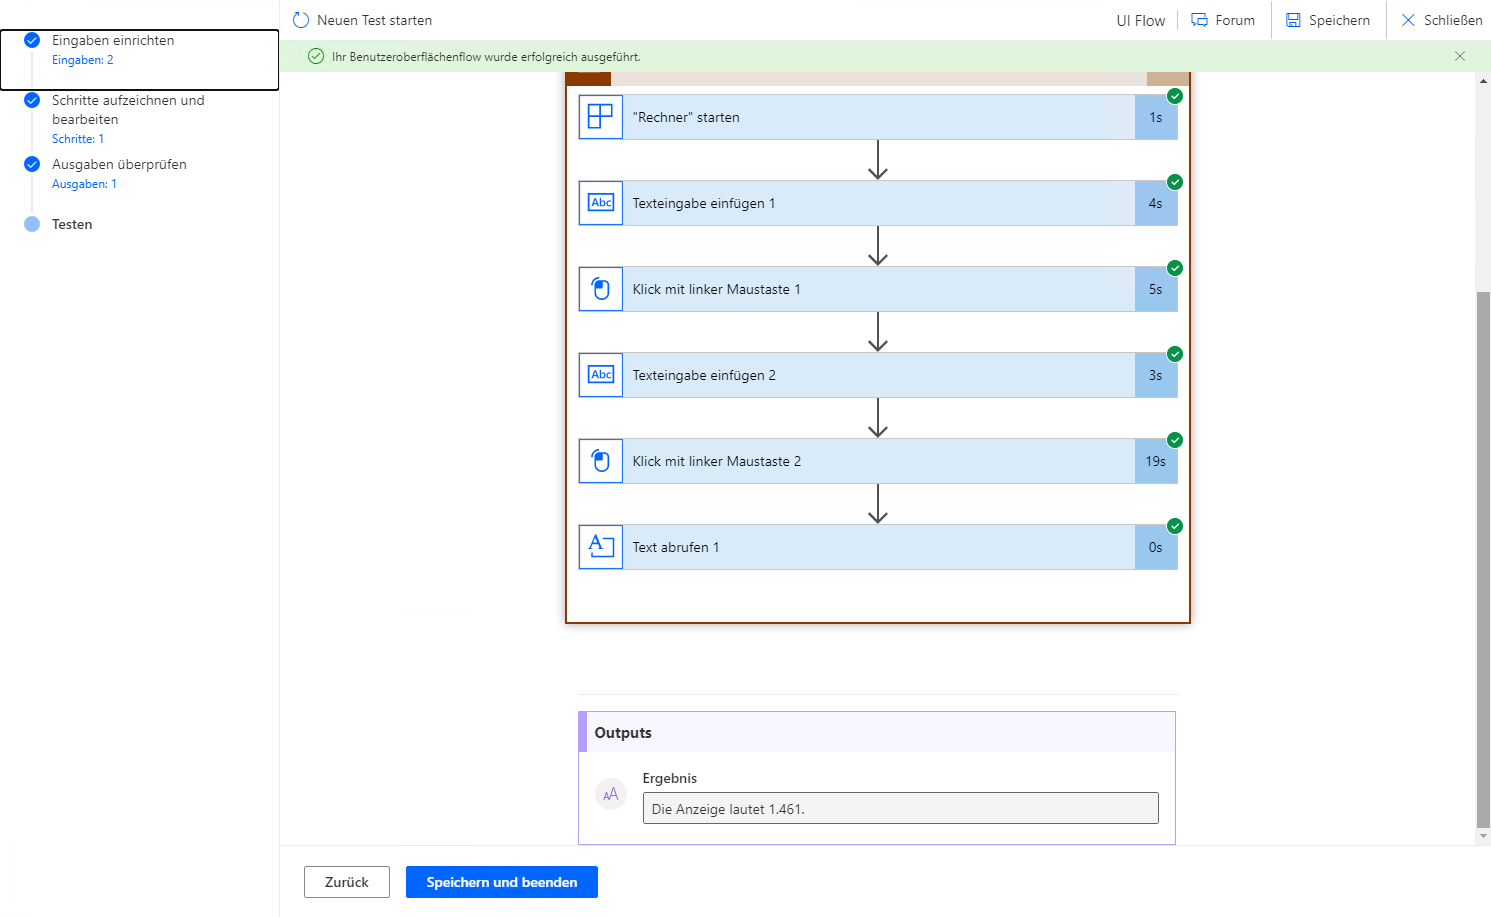 Neuen Test starten
UI Flow
Forum
Speichern
Schließen
Eingaben einrichten
Eingaben: 2
Schritte aufzeichnen und
bearbeiten
Schritte: 1
Ausgaben überprüfen
Ausgaben: 1
Testen
Ihr Benutzeroberflächenflow wurde erfolgreich ausgeführt.
"Rechner" starten
1s
Abc
Texteingabe einfügen 1
4s
Klick mit linker Maustaste 1
5s
Abc
Texteingabe einfügen 2
3s
Klick mit linker Maustaste 2
19s
A
Text abrufen 1
0s
Outputs
AA
Ergebnis
Die Anzeige lautet 1.461.
Zurück
Speichern und beenden